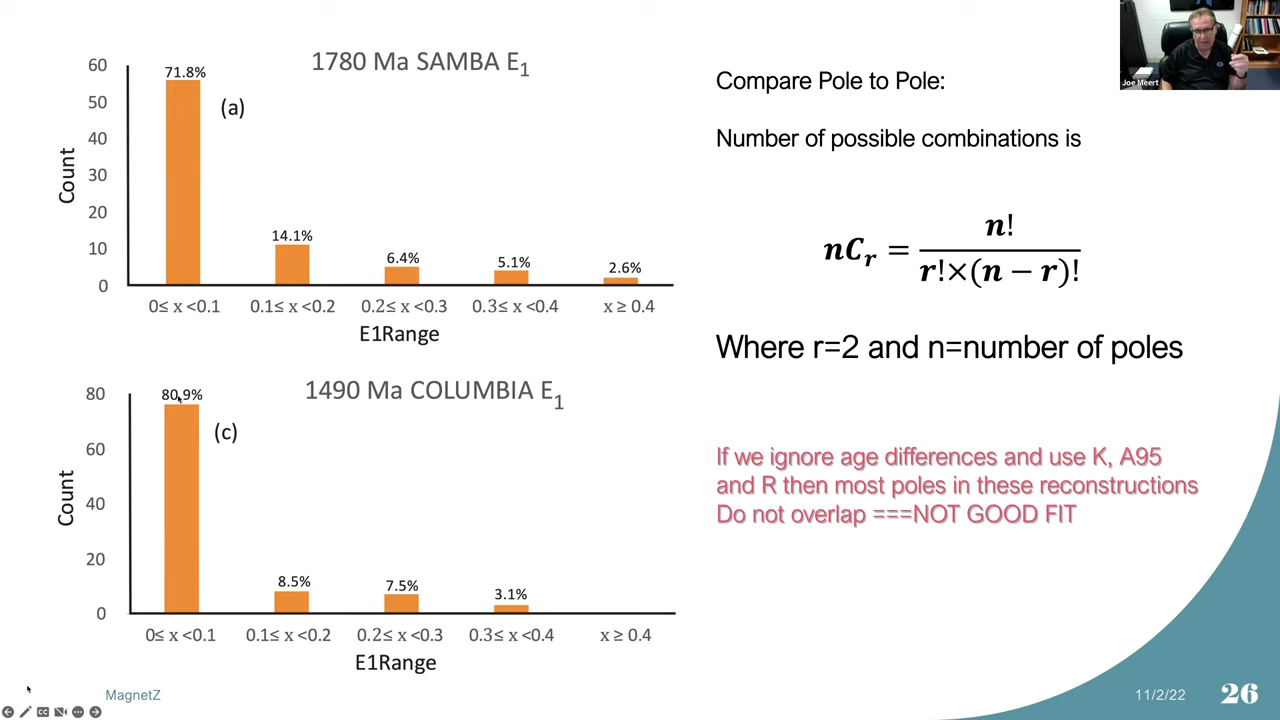 1780 Ma SAMBA E1
60
50
40
30
20
10
0
Count
71.8%
(a)
14.1%
6.4%
5.1%
2.6%
0≤ x <0.1
0.1≤ x <0.2
0.2≤ x <0.3
0.3≤ x <0.4
x ≥ 0.4
E1Range
1490 Ma COLUMBIA E1
80
60
40
20
0
Count
80.9%
(c)
8.5%
7.5%
3.1%
0≤ x <0.1
0.1≤ x <0.2
0.2≤ x <0.3
0.3≤ x <0.4
x ≥ 0.4
E1Range
Compare Pole to Pole:
Number of possible combinations is
nCr = n! / r!×(n − r)!
Where r=2 and n=number of poles
If we ignore age differences and use K, A95
and R then most poles in these reconstructions
Do not overlap ===NOT GOOD FIT
Joe Meert
MagnetZ
11/2/22
26